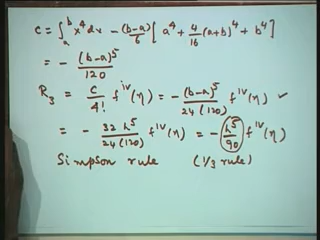 C = ∫_a^b x^4 dx − (b−a)/6 [ a^4 + 4/16 (a+b)^4 + b^4 ]
= − (b−a)^5 / 120
R_3 = C/4! f^{iv}(η) = − (b−a)^5 / 24(120) f^{iv}(η) ✓
= − 32 h^5 / 24(120) f^{iv}(η) = − h^5/90 f^{iv}(η)
Simpson rule (1/3 rule)